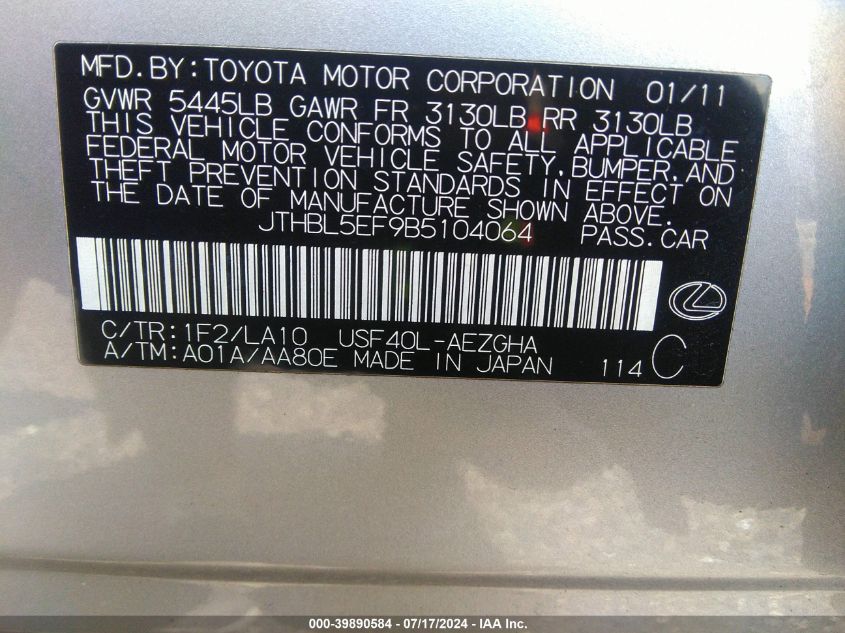 MFD.BY:TOYOTA MOTOR CORPORATION 01/11
GVWR 5445LB GAWR FR 3130LB RR 3130LB
THIS VEHICLE CONFORMS TO ALL APPLICABLE
FEDERAL MOTOR VEHICLE SAFETY,BUMPER,AND
THEFT PREVENTION STANDARDS IN EFFECT ON
THE DATE OF MANUFACTURE SHOWN ABOVE.
JTHBL5EF9B5104064 PASS.CAR
C/TR:1F2/LA10 USF40L-AEZGHA
A/TM:A01A/AA80E MADE IN JAPAN 114C
000-39890584 - 07/17/2024 - IAA Inc.